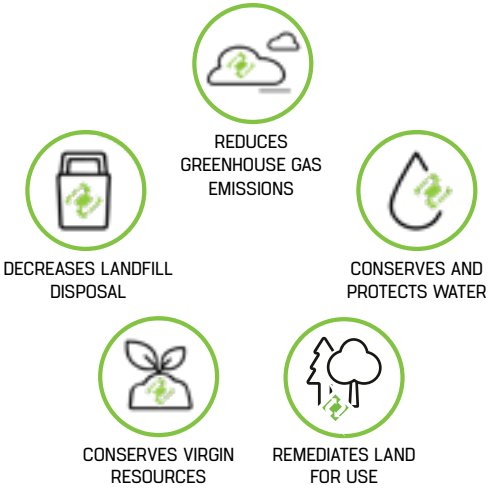 REDUCES
GREENHOUSE GAS
EMISSIONS
DECREASES LANDFILL
DISPOSAL
CONSERVES AND
PROTECTS WATER
CONSERVES VIRGIN
RESOURCES
REMEDIATES LAND
FOR USE